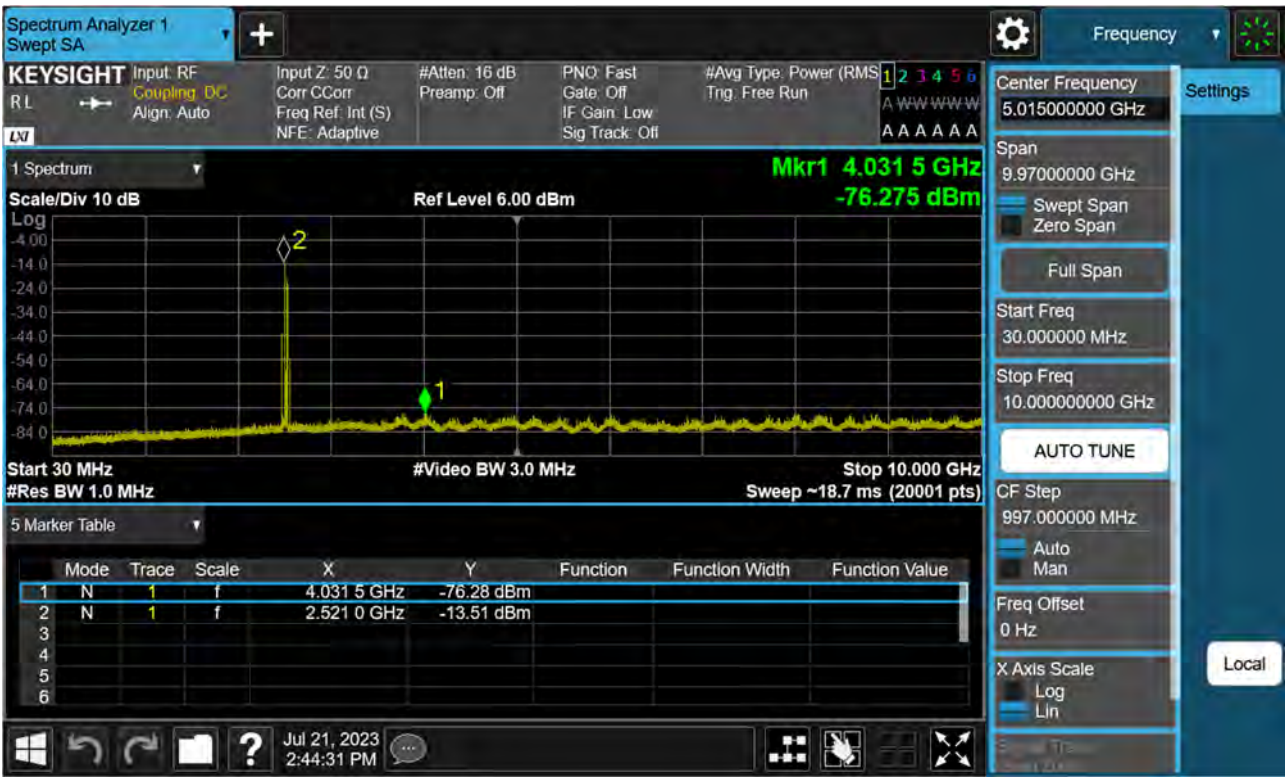 Spectrum Analyzer 1
Swept SA
+
Frequency
KEYSIGHT
RL
LXI
Input: RF
Coupling: DC
Align: Auto
Input Z: 50 Ω
Corr CCorr
Freq Ref: Int (S)
NFE: Adaptive
#Atten: 16 dB
Preamp: Off
PNO: Fast
Gate: Off
IF Gain: Low
Sig Track: Off
#Avg Type: Power (RMS
Trig: Free Run
1 2 3 4 5 6
A W W W W W
A A A A A A
1 Spectrum
Mkr1 4.031 5 GHz
-76.275 dBm
Scale/Div 10 dB
Ref Level 6.00 dBm
Log
-4.00
-14.0
-24.0
-34.0
-44.0
-54.0
-64.0
-74.0
-84.0
2
1
Start 30 MHz
#Video BW 3.0 MHz
Stop 10.000 GHz
#Res BW 1.0 MHz
Sweep ~18.7 ms (20001 pts)
5 Marker Table
Mode Trace Scale X Y Function Function Width Function Value
1 N 1 f 4.031 5 GHz -76.28 dBm
2 N 1 f 2.521 0 GHz -13.51 dBm
3
4
5
6
Center Frequency
5.015000000 GHz
Span
9.97000000 GHz
Swept Span
Zero Span
Full Span
Start Freq
30.000000 MHz
Stop Freq
10.000000000 GHz
AUTO TUNE
CF Step
997.000000 MHz
Auto
Man
Freq Offset
0 Hz
X Axis Scale
Log
Lin
Settings
Local
?
Jul 21, 2023
2:44:31 PM